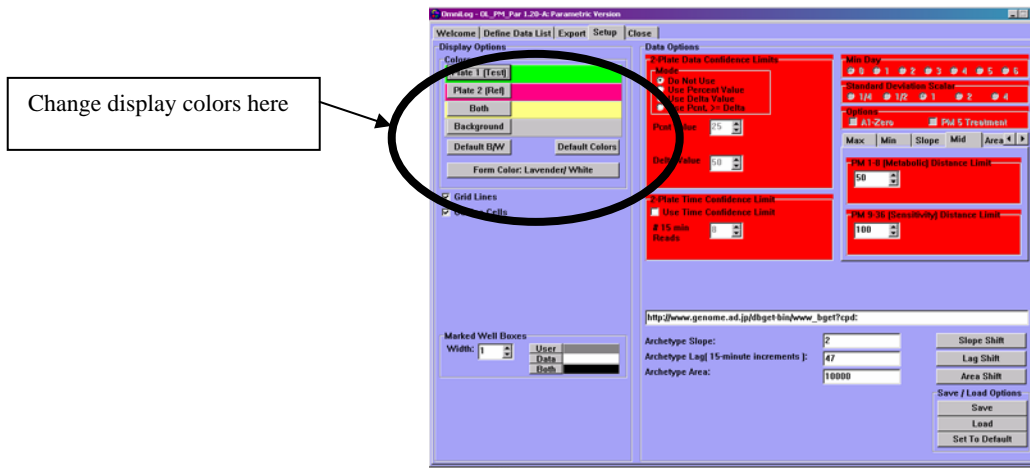 OmniLog - OL_PM_Par 1.20-A: Parametric Version
Welcome Define Data List Export Setup Close
Change display colors here
Display Options
Colors
Plate 1 (Test)
Plate 2 (Ref)
Both
Background
Default B/W Default Colors
Form Color: Lavender/ White
Grid Lines
Cells
Marked Well Boxes
Width: 1
User
Data
Both
Data Options
2-Plate Data Confidence Limits
Mode
Do Not Use
Use Percent Value
Use Delta Value
Use Pcnt. >= Delta
Pcnt Value 25
Delta Value 50
2-Plate Time Confidence Limit
Use Time Confidence Limit
# 15 min Reads 8
Min Day
0 0 1 2 3 4 5 6
Standard Deviation Scalar
1/4 1/2 1 2 4
Options
A1-Zero PM 5 Treatment
Max Min Slope Mid Area
PM 1-8 (Metabolic) Distance Limit
50
PM 9-36 (Sensitivity) Distance Limit
100
http://www.genome.ad.jp/dbget-bin/www_bget?cpd:
Archetype Slope: 2 Slope Shift
Archetype Lag( 15-minute increments ): 47 Lag Shift
Archetype Area: 10000 Area Shift
Save / Load Options
Save
Load
Set To Default